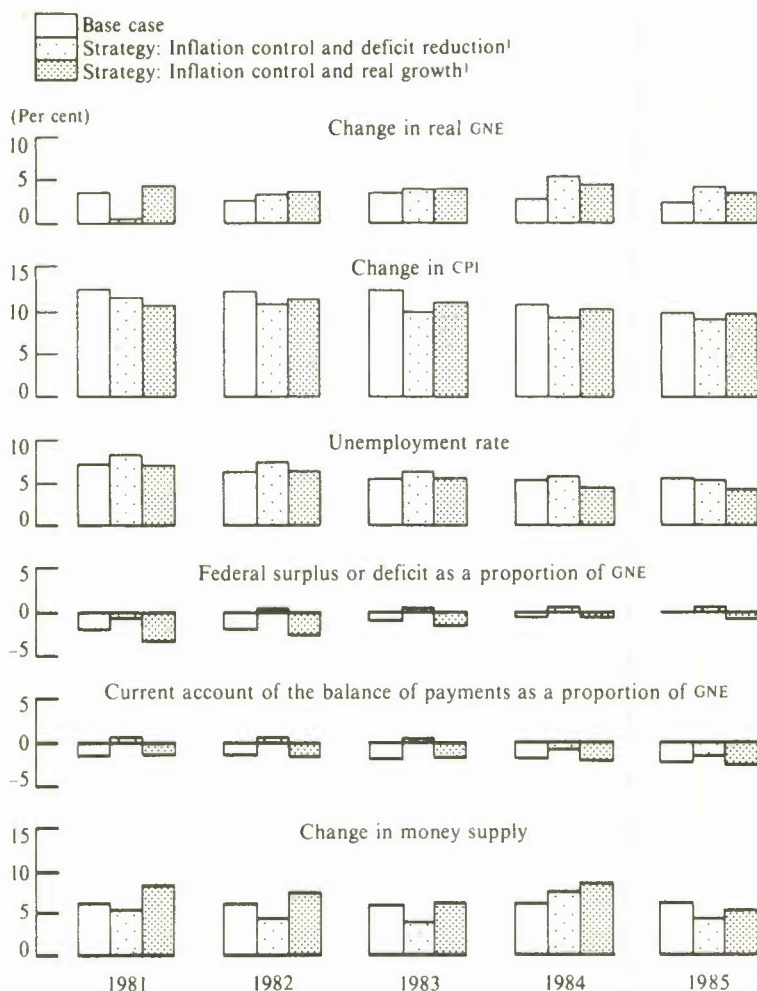 Base case
Strategy: Inflation control and deficit reduction¹
Strategy: Inflation control and real growth¹
(Per cent)
Change in real GNE
10
5
0
Change in CPI
15
10
5
0
Unemployment rate
10
5
0
Federal surplus or deficit as a proportion of GNE
5
0
-5
Current account of the balance of payments as a proportion of GNE
5
0
-5
Change in money supply
15
10
5
0
1981 1982 1983 1984 1985